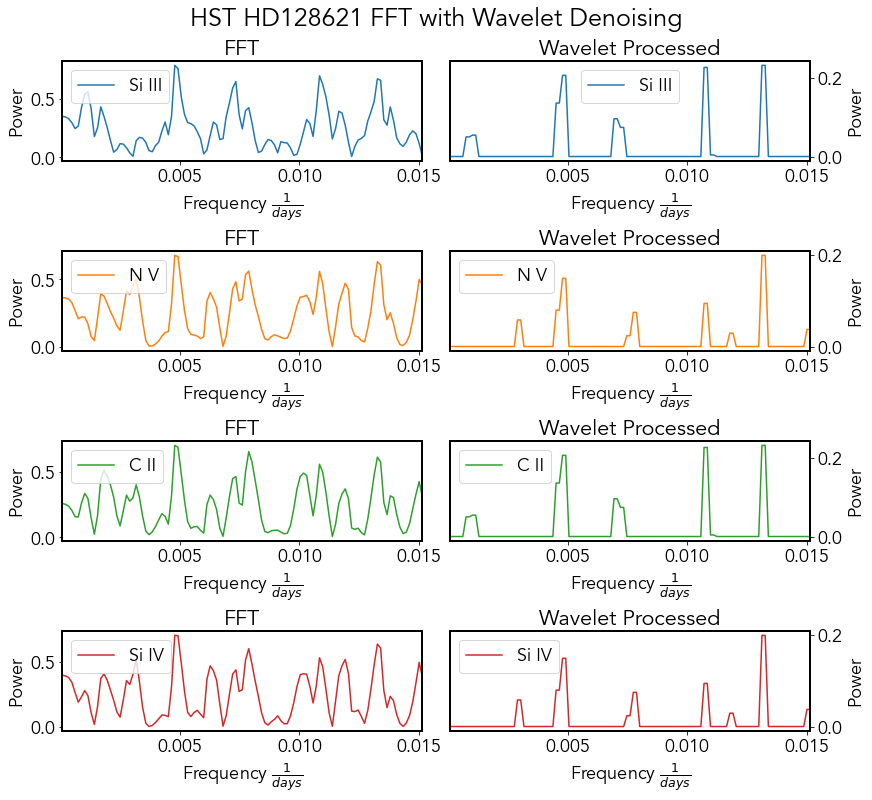 HST HD128621 FFT with Wavelet Denoising
FFT
Wavelet Processed
Power
0.5
0.0
Si III
Si III
0.2
0.0
Power
0.005 0.010 0.015
0.005 0.010 0.015
Frequency 1/days
Frequency 1/days
FFT
Wavelet Processed
Power
0.5
0.0
N V
N V
0.2
0.0
Power
0.005 0.010 0.015
0.005 0.010 0.015
Frequency 1/days
Frequency 1/days
FFT
Wavelet Processed
Power
0.5
0.0
C II
C II
0.2
0.0
Power
0.005 0.010 0.015
0.005 0.010 0.015
Frequency 1/days
Frequency 1/days
FFT
Wavelet Processed
Power
0.5
0.0
Si IV
Si IV
0.2
0.0
Power
0.005 0.010 0.015
0.005 0.010 0.015
Frequency 1/days
Frequency 1/days